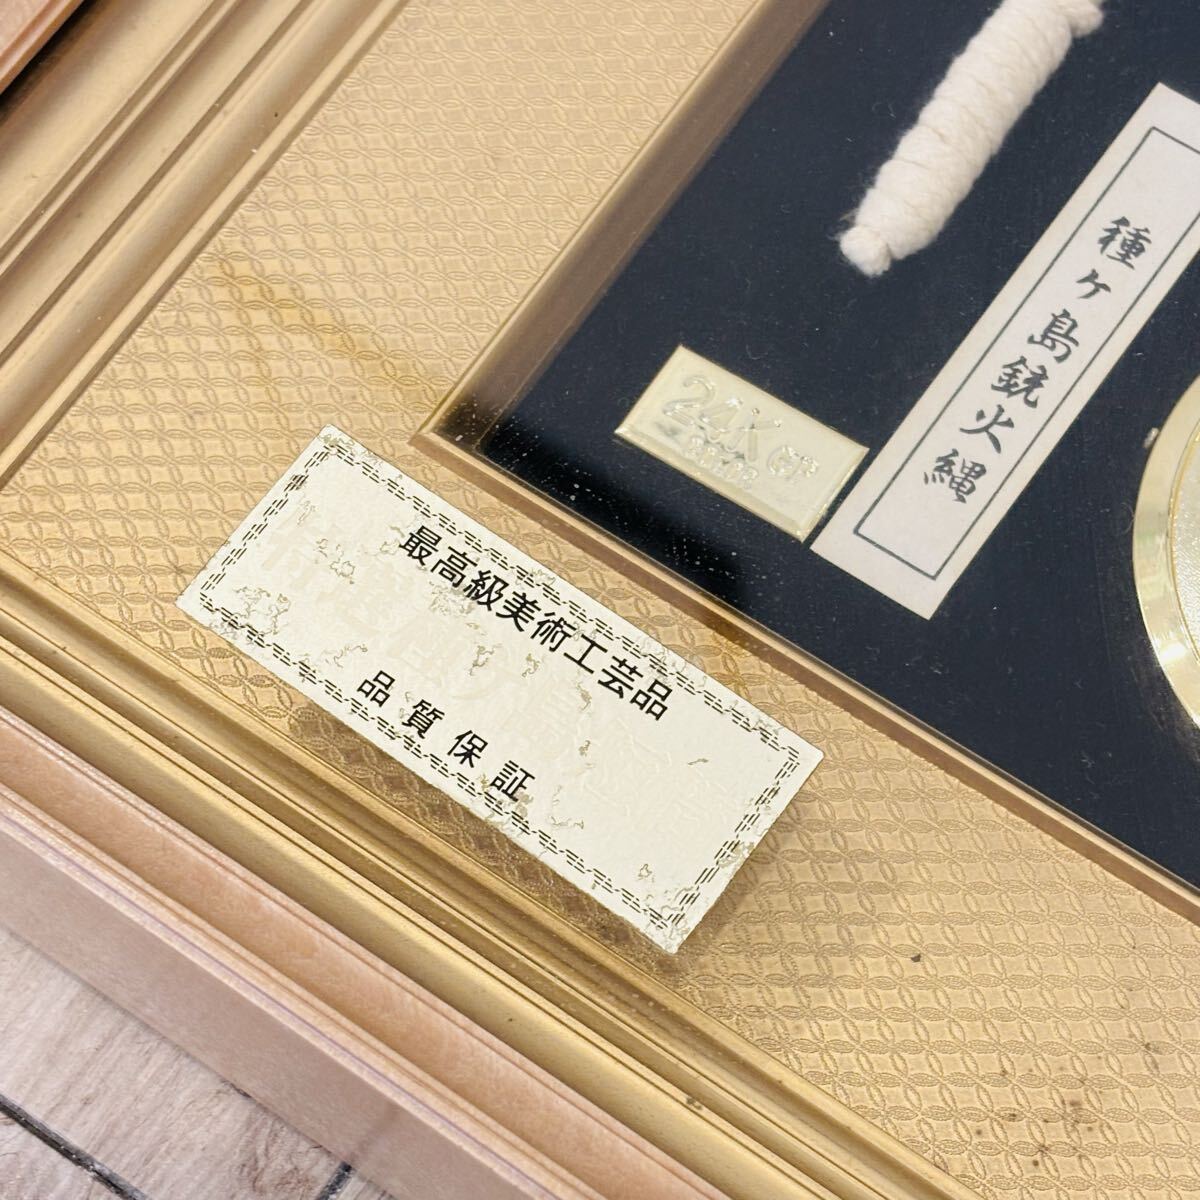 種ケ島銃火縄
24K GP
最高級美術工芸品
品質保証